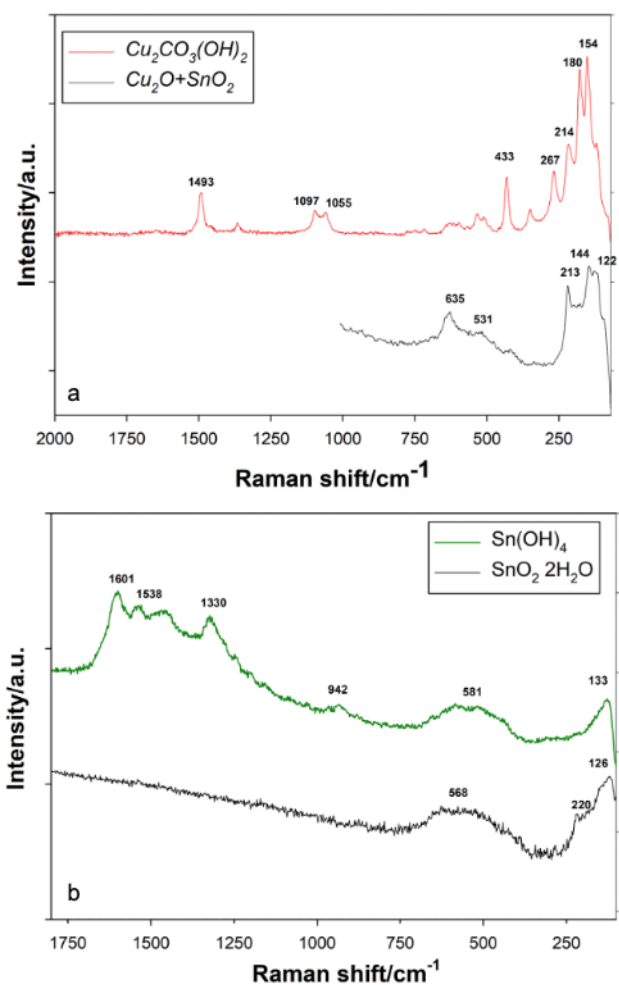 Cu₂CO₃(OH)₂
Cu₂O+SnO₂
154
180
214
433
267
1493
1097
1055
144
122
213
635
531
Intensity/a.u.
a
2000 1750 1500 1250 1000 750 500 250
Raman shift/cm⁻¹
Sn(OH)₄
SnO₂ 2H₂O
1601
1538
1330
942
581
133
126
568
220
Intensity/a.u.
b
1750 1500 1250 1000 750 500 250
Raman shift/cm⁻¹